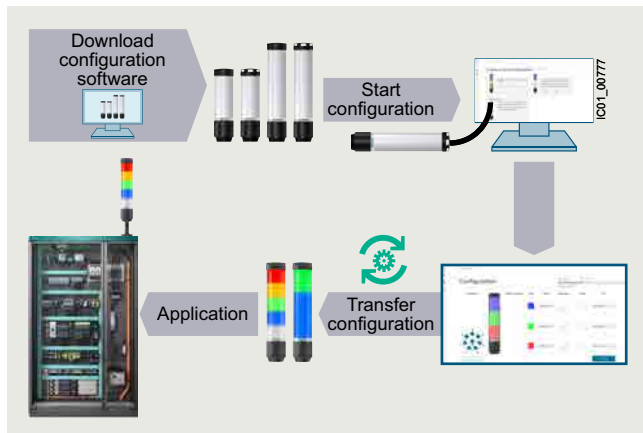 Download
configuration
software
Start
configuration
IC01_00777
Configuration
Transfer
configuration
Application